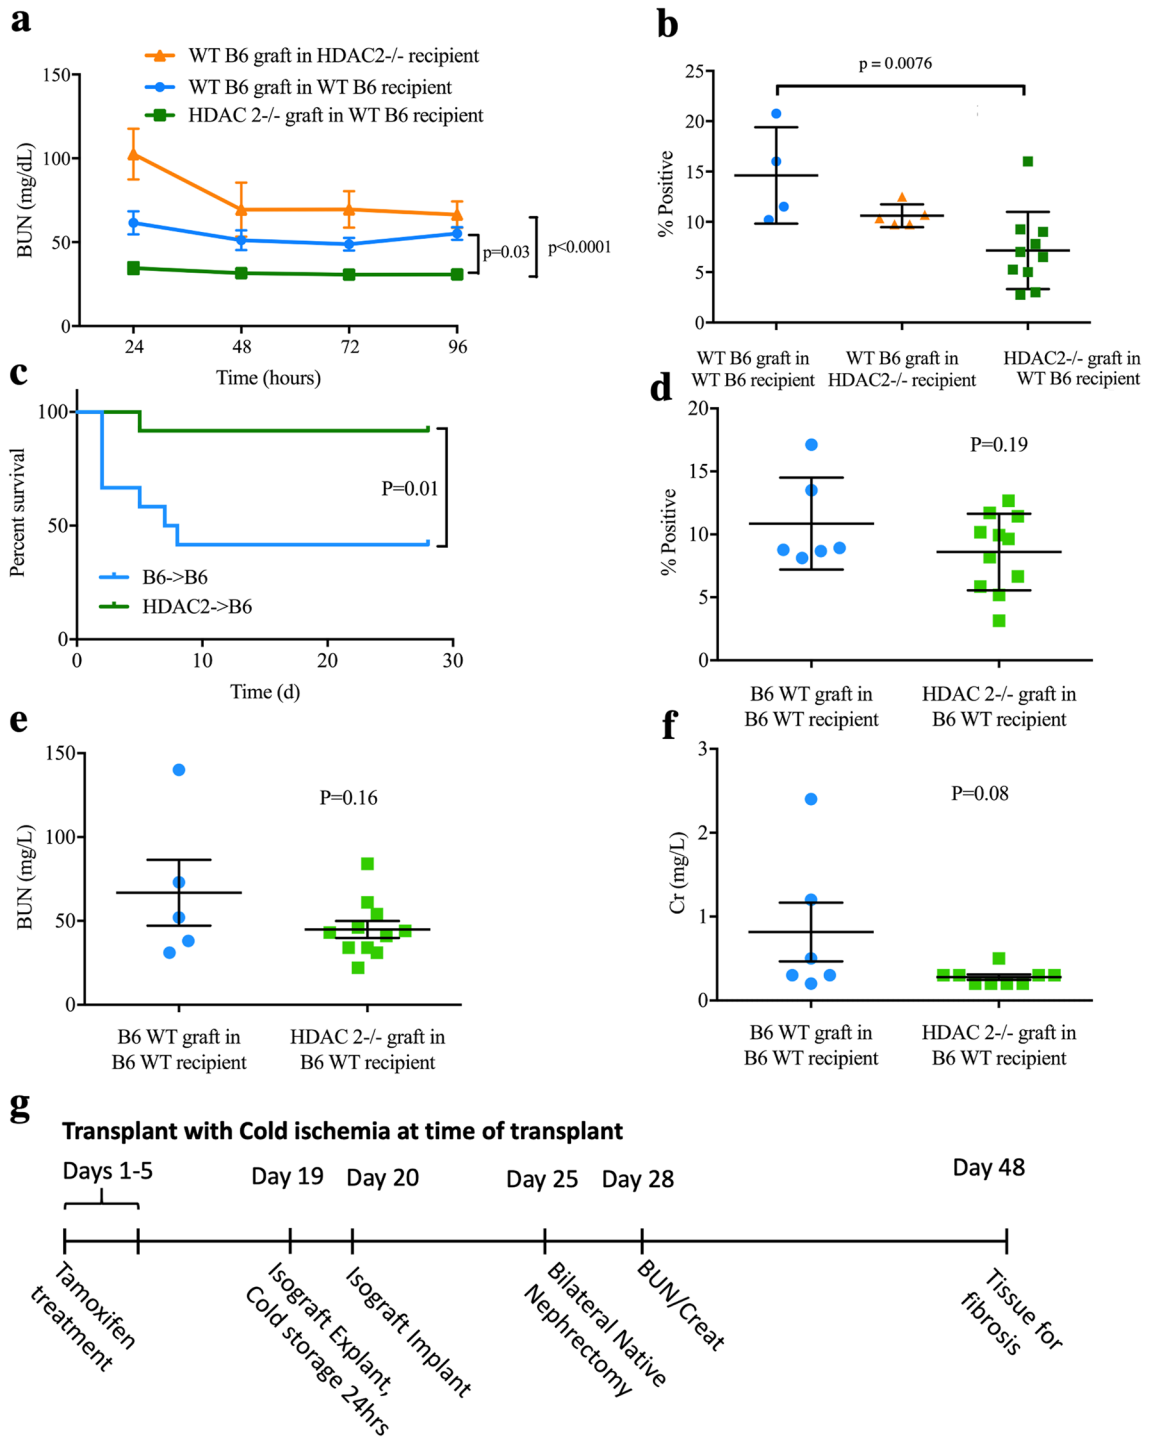 a
WT B6 graft in HDAC2-/- recipient
WT B6 graft in WT B6 recipient
HDAC 2-/- graft in WT B6 recipient
BUN (mg/dL)
150
100
50
0
24 48 72 96
Time (hours)
p=0.03
p<0.0001
b
p = 0.0076
% Positive
25
20
15
10
5
0
WT B6 graft in
WT B6 recipient
WT B6 graft in
HDAC2-/- recipient
HDAC2-/- graft in
WT B6 recipient
c
Percent survival
100
50
0
0 10 20 30
Time (d)
P=0.01
B6->B6
HDAC2->B6
d
% Positive
20
15
10
5
0
P=0.19
B6 WT graft in
B6 WT recipient
HDAC 2-/- graft in
B6 WT recipient
e
BUN (mg/L)
150
100
50
0
P=0.16
B6 WT graft in
B6 WT recipient
HDAC 2-/- graft in
B6 WT recipient
f
Cr (mg/L)
3
2
1
0
P=0.08
B6 WT graft in
B6 WT recipient
HDAC 2-/- graft in
B6 WT recipient
g
Transplant with Cold ischemia at time of transplant
Days 1-5
Day 19
Day 20
Day 25
Day 28
Day 48
Tamoxifen
treatment
Isograft Explant,
Cold storage 24hrs
Isograft Implant
Bilateral Native
Nephrectomy
BUN/Creat
Tissue for
fibrosis